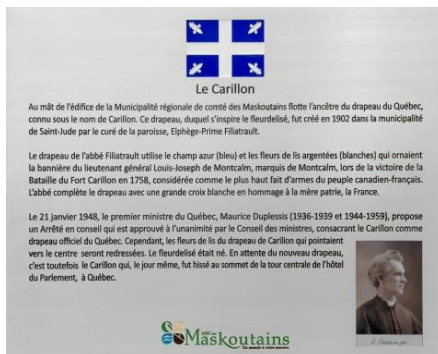 Le Carillon
Au mât de l'édifice de la Municipalité régionale de comté des Maskoutains flotte l'ancêtre du drapeau du Québec,
connu sous le nom de Carillon. Ce drapeau, duquel s'inspire le fleurdelisé, fut créé en 1902 dans la municipalité
de Saint-Jude par le curé de la paroisse, Elphège-Prime Filiatrault.
Le drapeau de l'abbé Filiatrault utilise le champ azur (bleu) et les fleurs de lis argentées (blanches) qui ornaient
la bannière du lieutenant général Louis-Joseph de Montcalm, marquis de Montcalm, lors de la victoire de la
Bataille du Fort Carillon en 1758, considérée comme le plus haut fait d'armes du peuple canadien-français.
L'abbé complète le drapeau avec une grande croix blanche en hommage à la mère patrie, la France.
Le 21 janvier 1948, le premier ministre du Québec, Maurice Duplessis (1936-1939 et 1944-1959), propose
un Arrêté en conseil qui est approuvé à l'unanimité par le Conseil des ministres, consacrant le Carillon comme
drapeau officiel du Québec. Cependant, les fleurs de lis du drapeau de Carillon qui pointaient
vers le centre seront redressées. Le fleurdelisé était né. En attente du nouveau drapeau,
c'est toutefois le Carillon qui, le jour même, fut hissé au sommet de la tour centrale de l'hôtel
du Parlement, à Québec.
MRC des
Maskoutains
Un monde à votre mesure